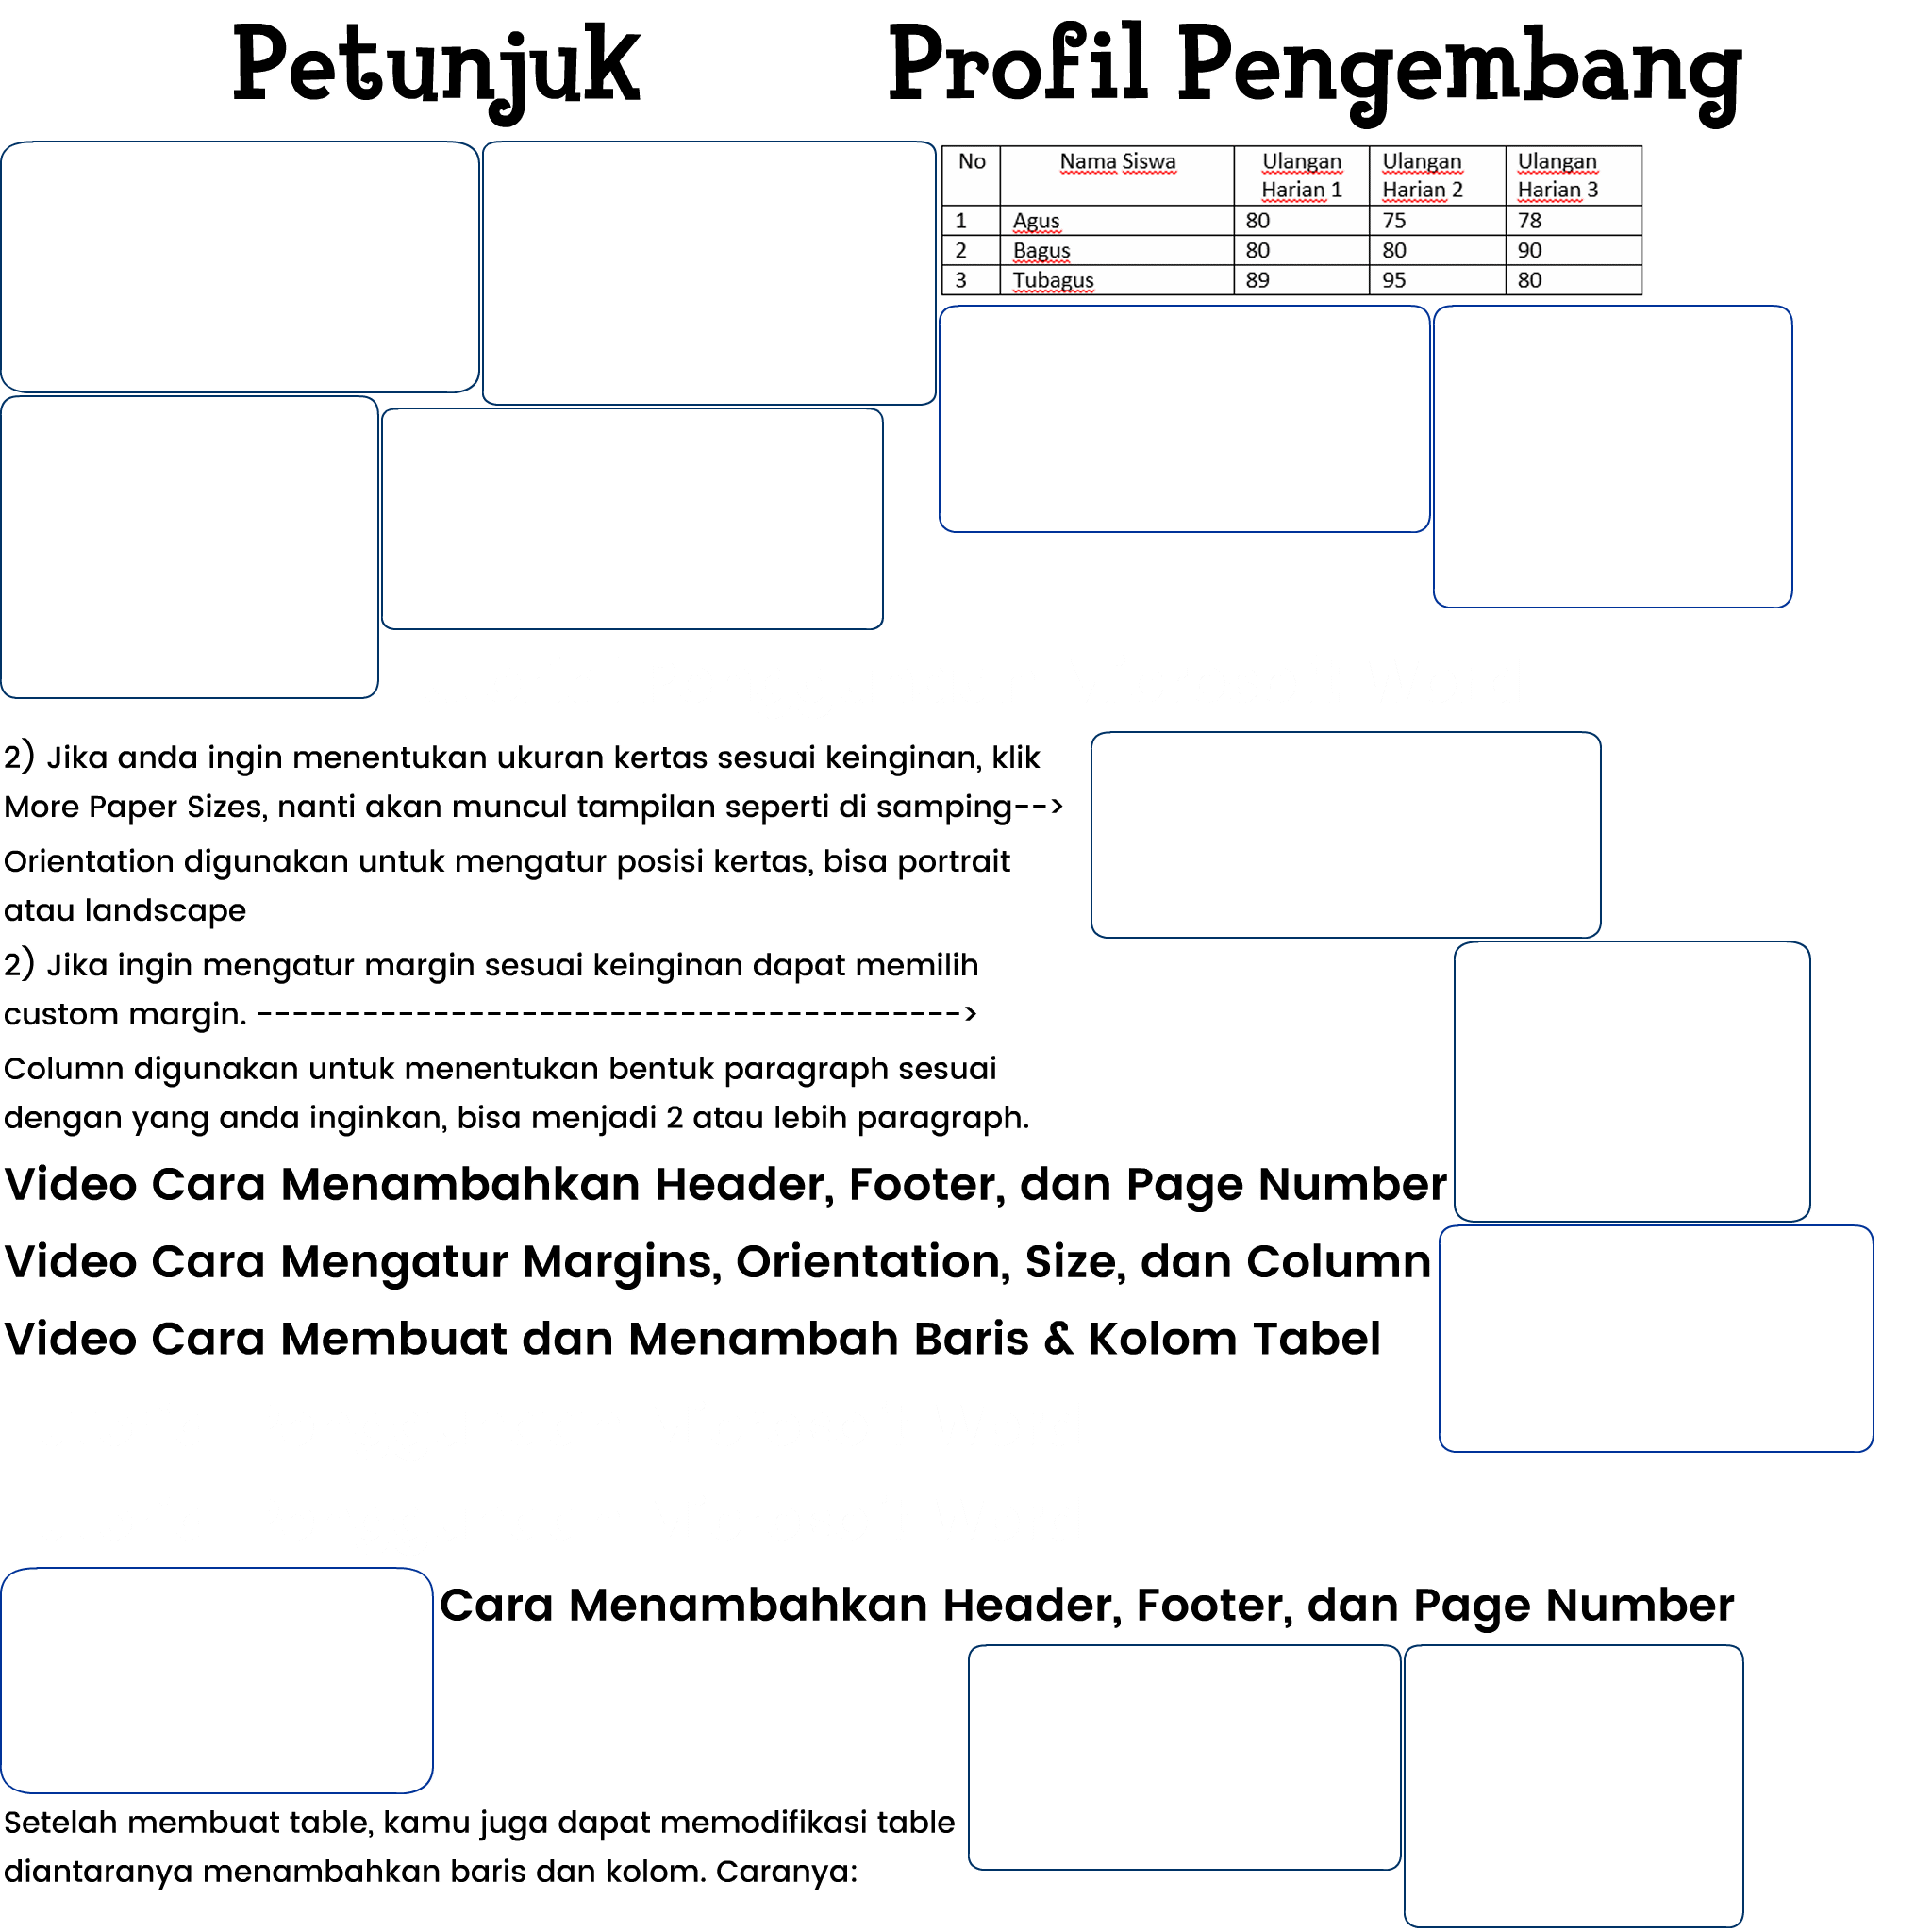 Petunjuk
Profil Pengembang
No Nama Siswa Ulangan Harian 1 Ulangan Harian 2 Ulangan Harian 3
1 Agus 80 75 78
2 Bagus 80 80 90
3 Tubagus 89 95 80
2) Jika anda ingin menentukan ukuran kertas sesuai keinginan, klik
More Paper Sizes, nanti akan muncul tampilan seperti di samping-->
Orientation digunakan untuk mengatur posisi kertas, bisa portrait
atau landscape
2) Jika ingin mengatur margin sesuai keinginan dapat memilih
custom margin. ---------------------------------------->
Column digunakan untuk menentukan bentuk paragraph sesuai
dengan yang anda inginkan, bisa menjadi 2 atau lebih paragraph.
Video Cara Menambahkan Header, Footer, dan Page Number
Video Cara Mengatur Margins, Orientation, Size, dan Column
Video Cara Membuat dan Menambah Baris & Kolom Tabel
Cara Menambahkan Header, Footer, dan Page Number
Setelah membuat table, kamu juga dapat memodifikasi table
diantaranya menambahkan baris dan kolom. Caranya: